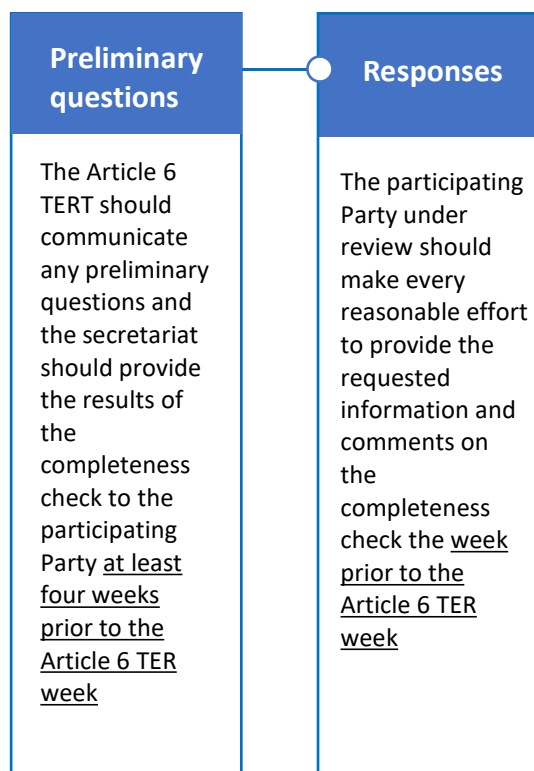 Preliminary
questions
The Article 6
TERT should
communicate
any preliminary
questions and
the secretariat
should provide
the results of
the
completeness
check to the
participating
Party at least
four weeks
prior to the
Article 6 TER
week
Responses
The participating
Party under
review should
make every
reasonable effort
to provide the
requested
information and
comments on
the
completeness
check the week
prior to the
Article 6 TER
week